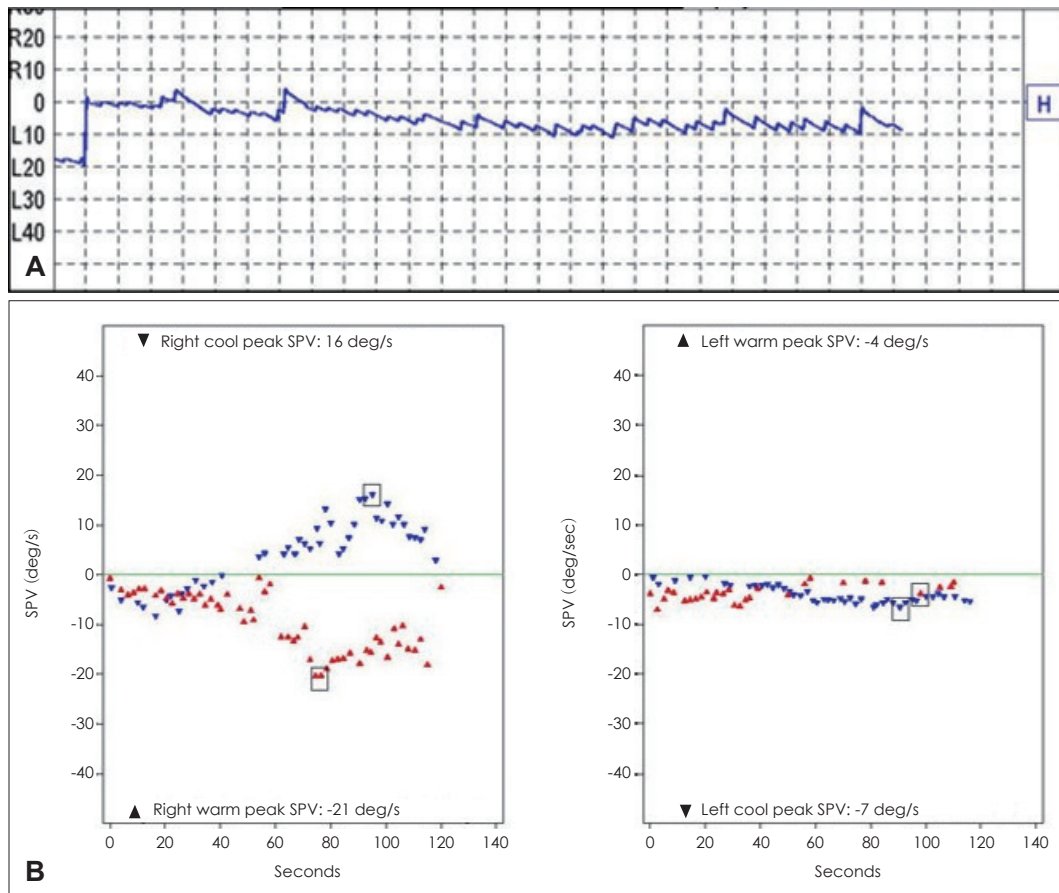 R20
R10
0
L10
L20
L30
L40
H
A
▼ Right cool peak SPV: 16 deg/s
40
30
20
10
0
-10
-20
-30
-40
SPV (deg/s)
▲ Right warm peak SPV: -21 deg/s
0 20 40 60 80 100 120 140
Seconds
▲ Left warm peak SPV: -4 deg/s
40
30
20
10
0
-10
-20
-30
-40
SPV (deg/sec)
▼ Left cool peak SPV: -7 deg/s
0 20 40 60 80 100 120 140
Seconds
B